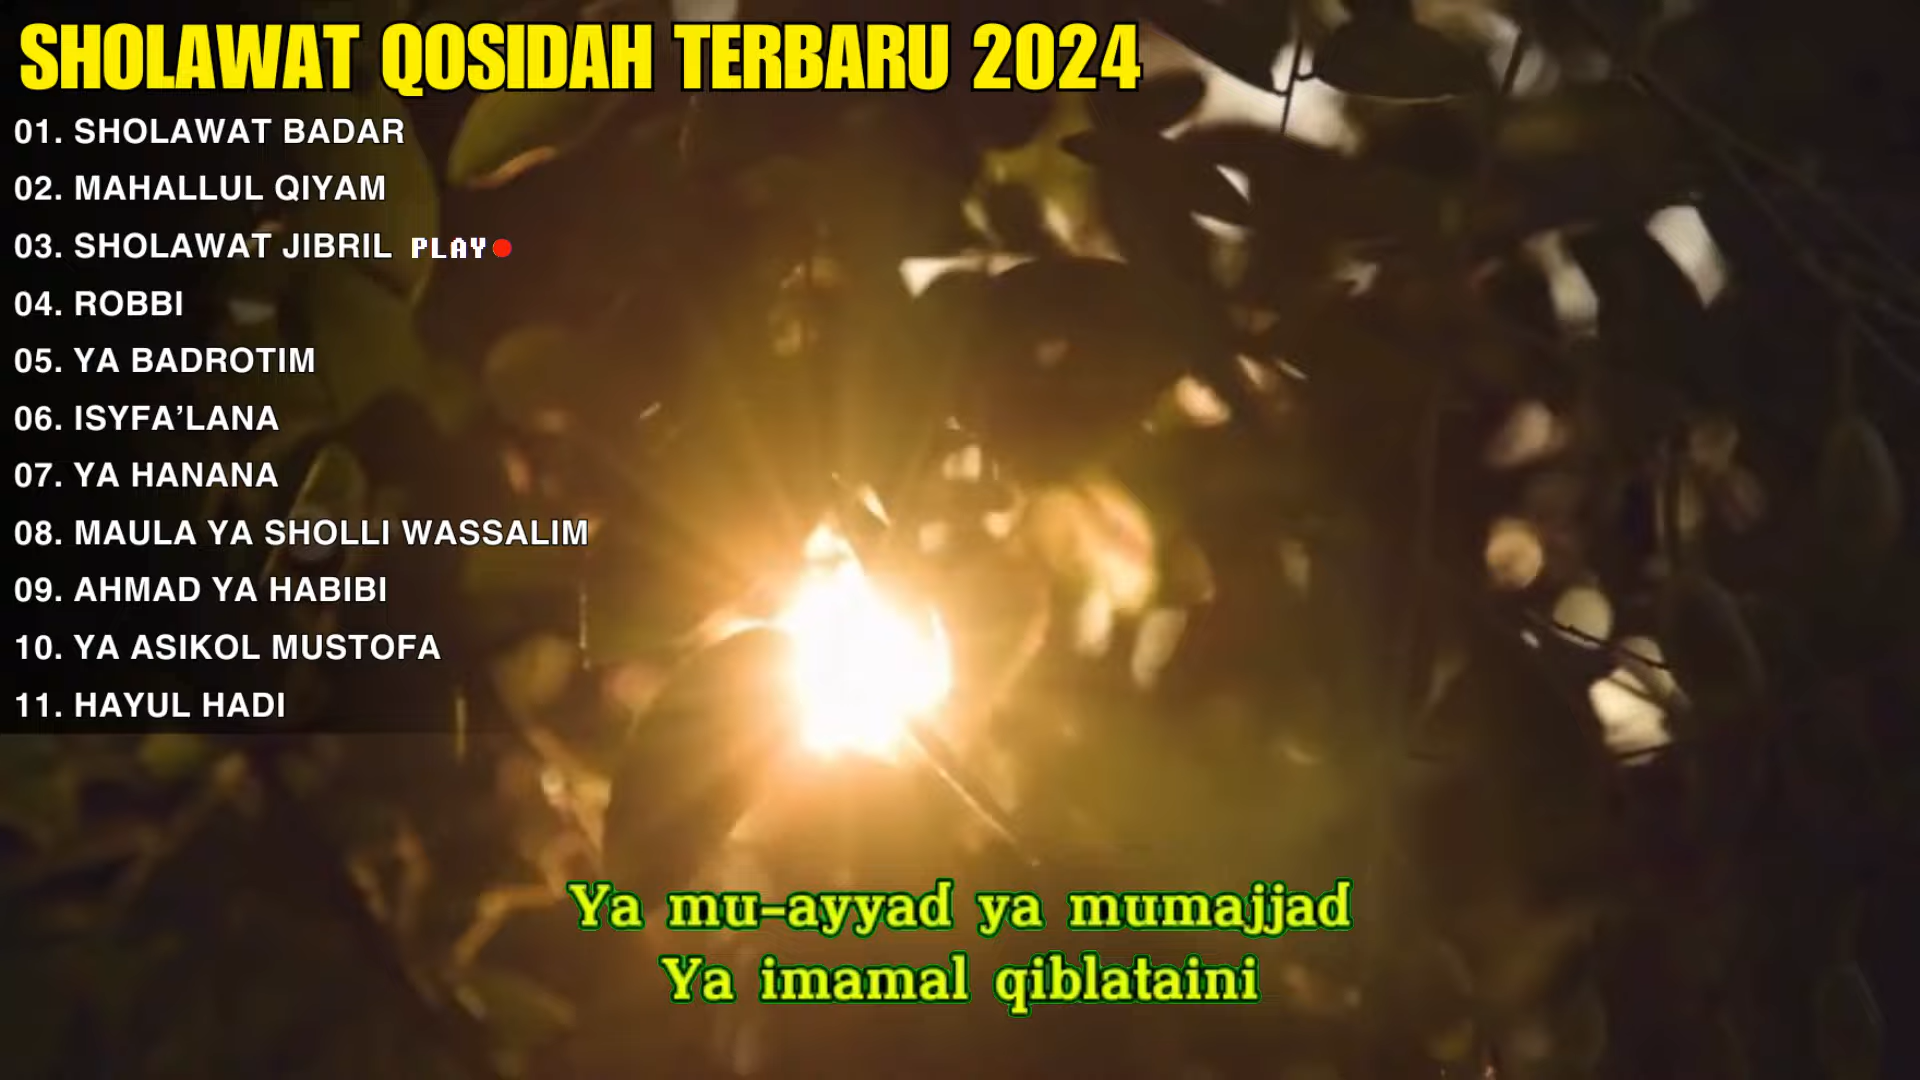 SHOLAWAT QOSIDAH TERBARU 2024
01. SHOLAWAT BADAR
02. MAHALLUL QIYAM
03. SHOLAWAT JIBRIL PLAY
04. ROBBI
05. YA BADROTIM
06. ISYFA’LANA
07. YA HANANA
08. MAULA YA SHOLLI WASSALIM
09. AHMAD YA HABIBI
10. YA ASIKOL MUSTOFA
11. HAYUL HADI
Ya mu-ayyad ya mumajjad
Ya imamal qiblataini